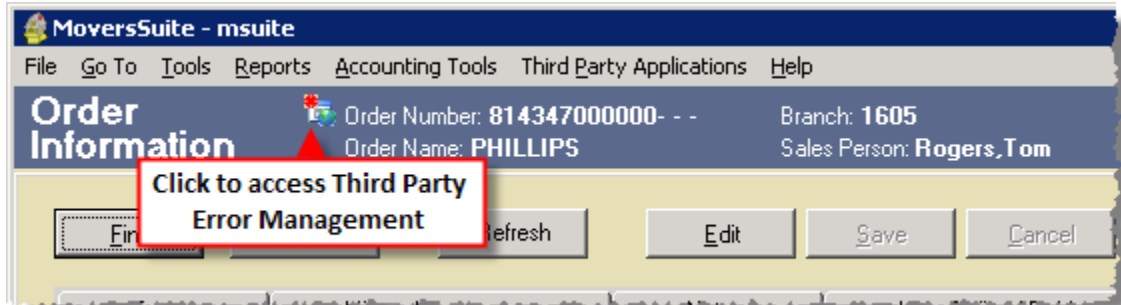 MoversSuite - msuite
File Go To Tools Reports Accounting Tools Third Party Applications Help
Order Information
Order Number: 814347000000- - - Branch: 1605
Order Name: PHILLIPS Sales Person: Rogers,Tom
Click to access Third Party
Error Management
Edit Save Cancel